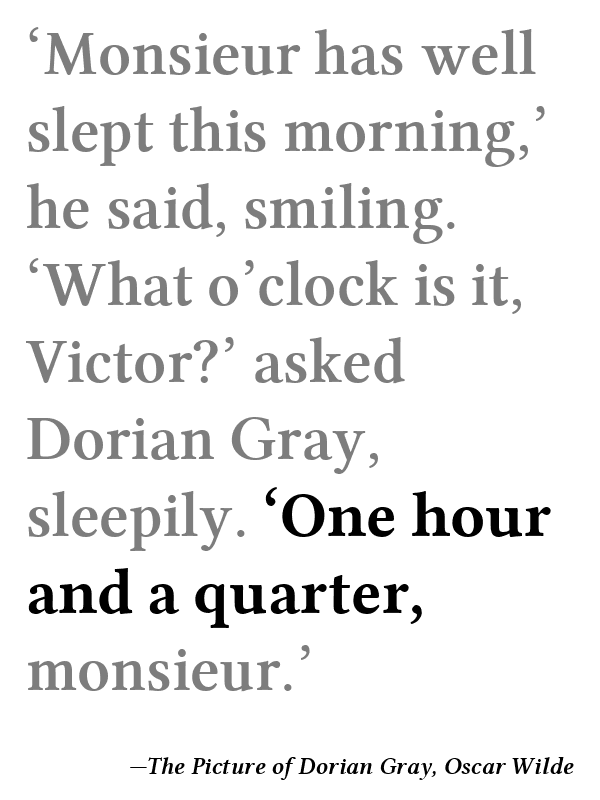 ‘Monsieur has well
slept this morning,’
he said, smiling.
‘What o’clock is it,
Victor?’ asked
Dorian Gray,
sleepily. ‘One hour
and a quarter,
monsieur.’
—The Picture of Dorian Gray, Oscar Wilde